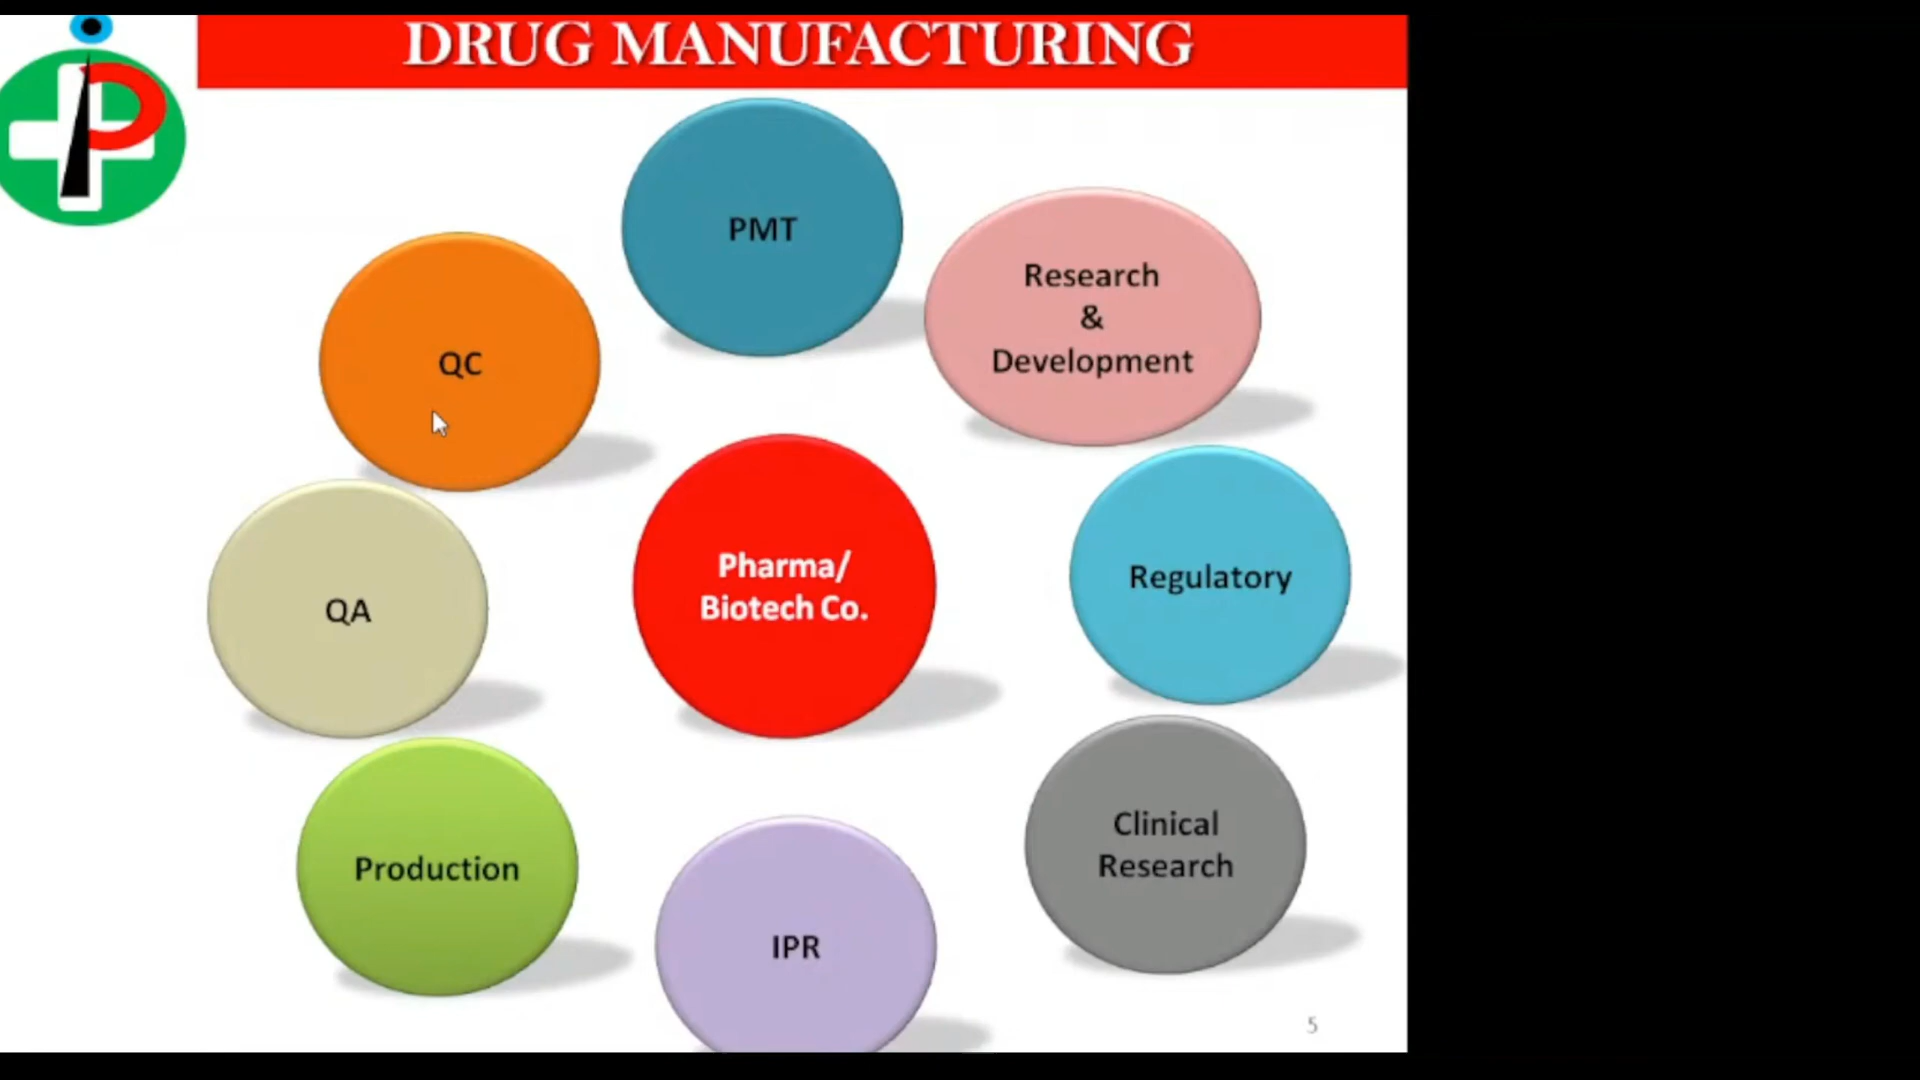 DRUG MANUFACTURING
PMT
Research
&
Development
QC
Pharma/
Biotech Co.
Regulatory
QA
Clinical
Research
Production
IPR
5